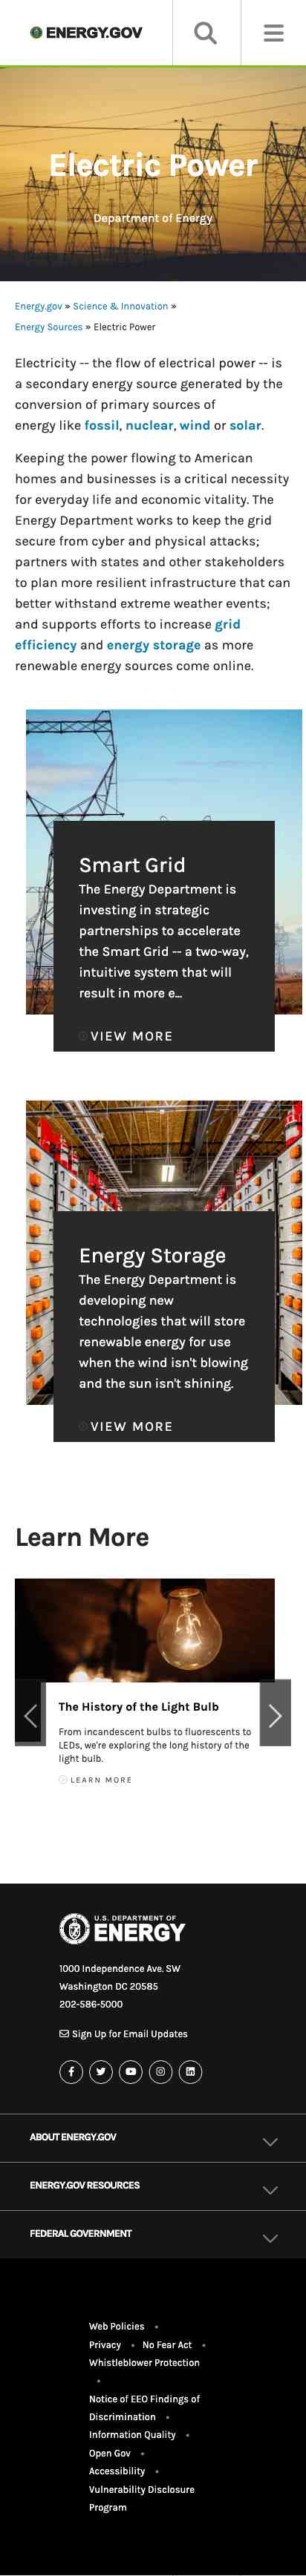 ENERGY.GOV
Electric Power
Department of Energy
Energy.gov » Science & Innovation »
Energy Sources » Electric Power
Electricity -- the flow of electrical power -- is
a secondary energy source generated by the
conversion of primary sources of
energy like fossil, nuclear, wind or solar.
Keeping the power flowing to American
homes and businesses is a critical necessity
for everyday life and economic vitality. The
Energy Department works to keep the grid
secure from cyber and physical attacks;
partners with states and other stakeholders
to plan more resilient infrastructure that can
better withstand extreme weather events;
and supports efforts to increase grid
efficiency and energy storage as more
renewable energy sources come online.
Smart Grid
The Energy Department is
investing in strategic
partnerships to accelerate
the Smart Grid -- a two-way,
intuitive system that will
result in more e...
VIEW MORE
Energy Storage
The Energy Department is
developing new
technologies that will store
renewable energy for use
when the wind isn't blowing
and the sun isn't shining.
VIEW MORE
Learn More
The History of the Light Bulb
From incandescent bulbs to fluorescents to
LEDs, we're exploring the long history of the
light bulb.
LEARN MORE
U.S. DEPARTMENT OF
ENERGY
1000 Independence Ave. SW
Washington DC 20585
202-586-5000
Sign Up for Email Updates
ABOUT ENERGY.GOV
ENERGY.GOV RESOURCES
FEDERAL GOVERNMENT
Web Policies •
Privacy • No Fear Act •
Whistleblower Protection
•
Notice of EEO Findings of
Discrimination •
Information Quality •
Open Gov •
Accessibility •
Vulnerability Disclosure
Program